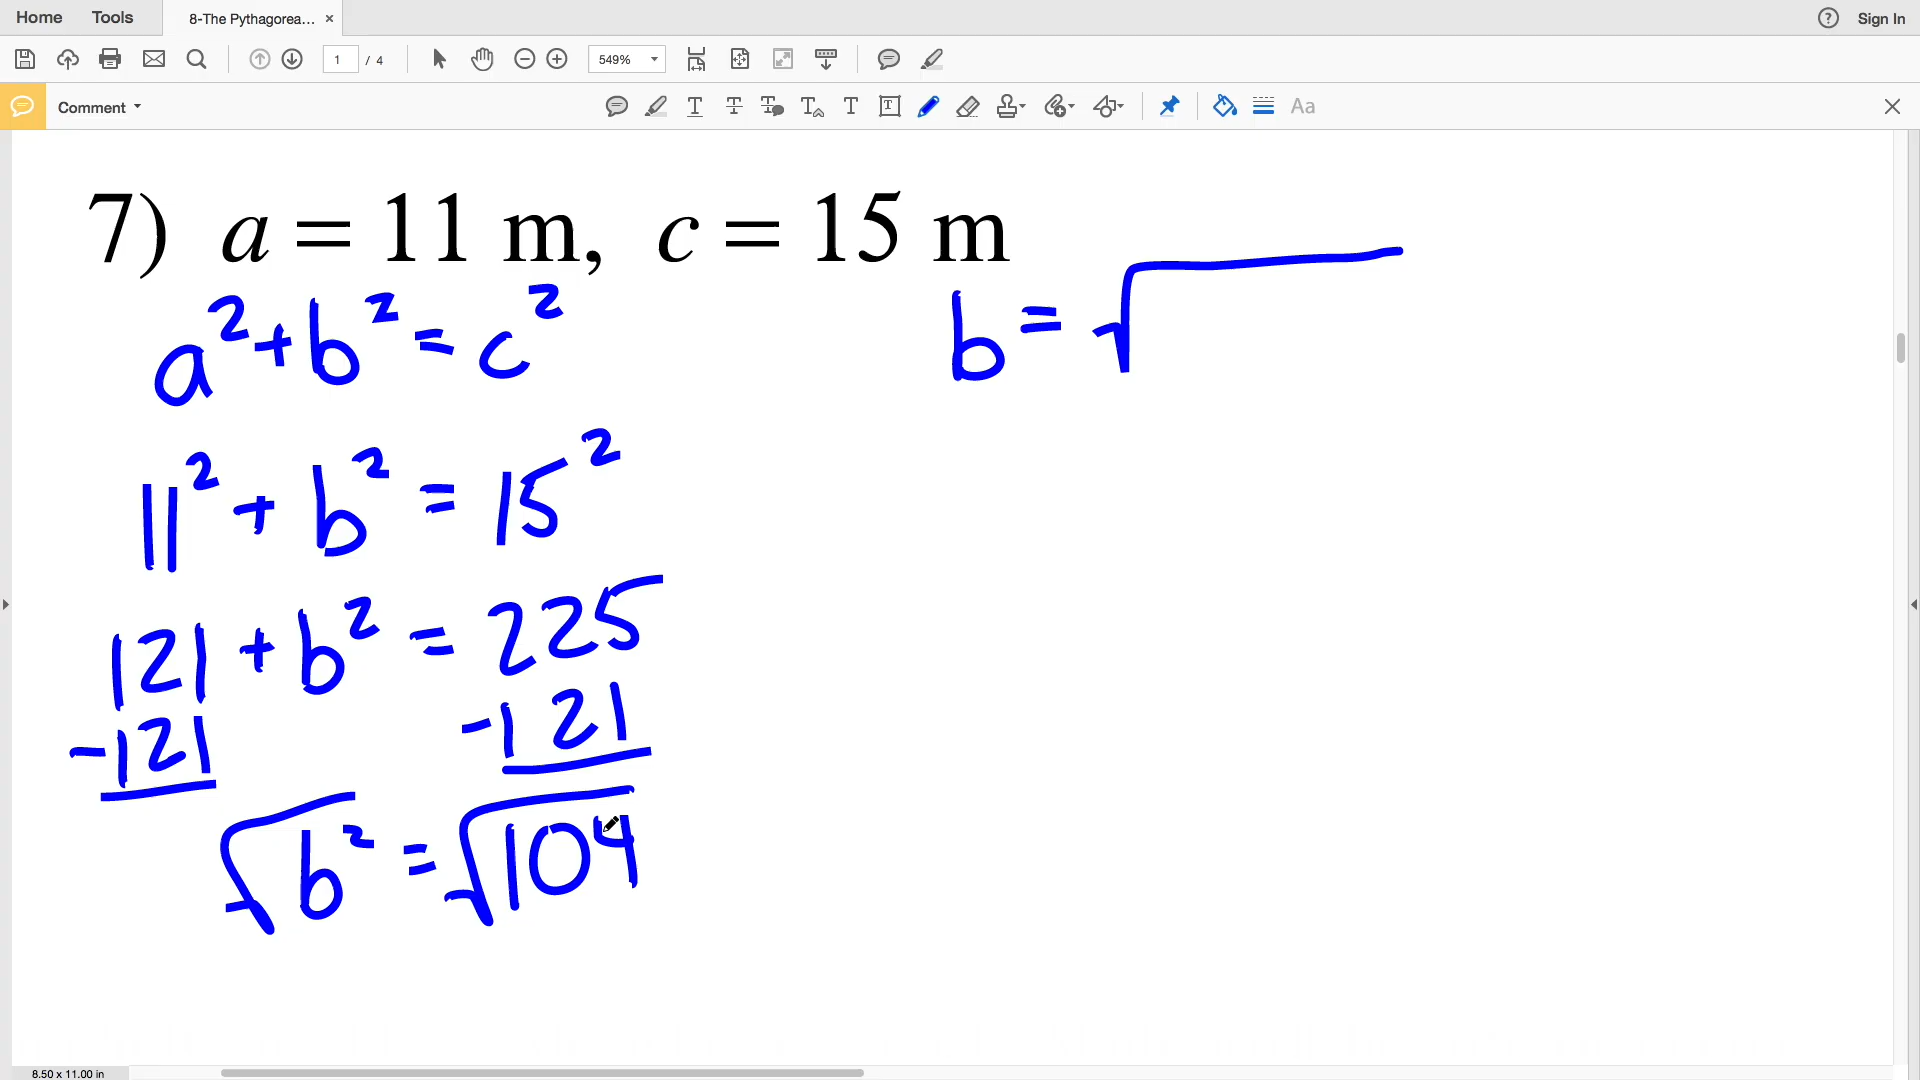 Home Tools 8-The Pythagorea... × ? Sign In
1 / 4 549%
Comment T T T T T T Aa
7) a = 11 m, c = 15 m
a² + b² = c²
b = √
11² + b² = 15²
121 + b² = 225
-121 -121
√b² = √104
8.50 x 11.00 in